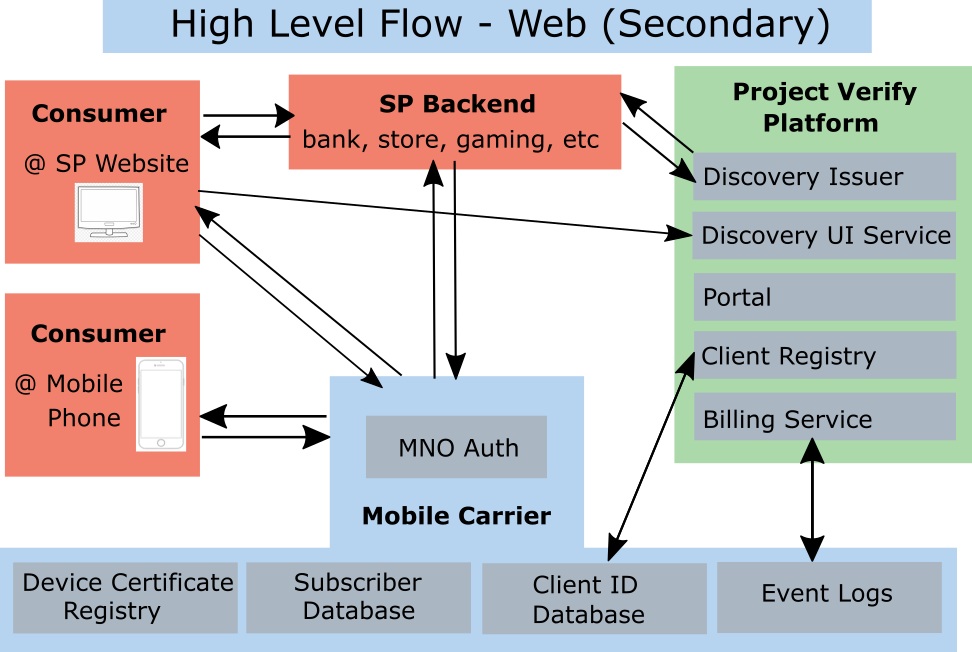 High Level Flow - Web (Secondary)
Consumer
@ SP Website
SP Backend
bank, store, gaming, etc
Project Verify
Platform
Discovery Issuer
Discovery UI Service
Portal
Client Registry
Billing Service
Consumer
@ Mobile
Phone
MNO Auth
Mobile Carrier
Device Certificate
Registry
Subscriber
Database
Client ID
Database
Event Logs